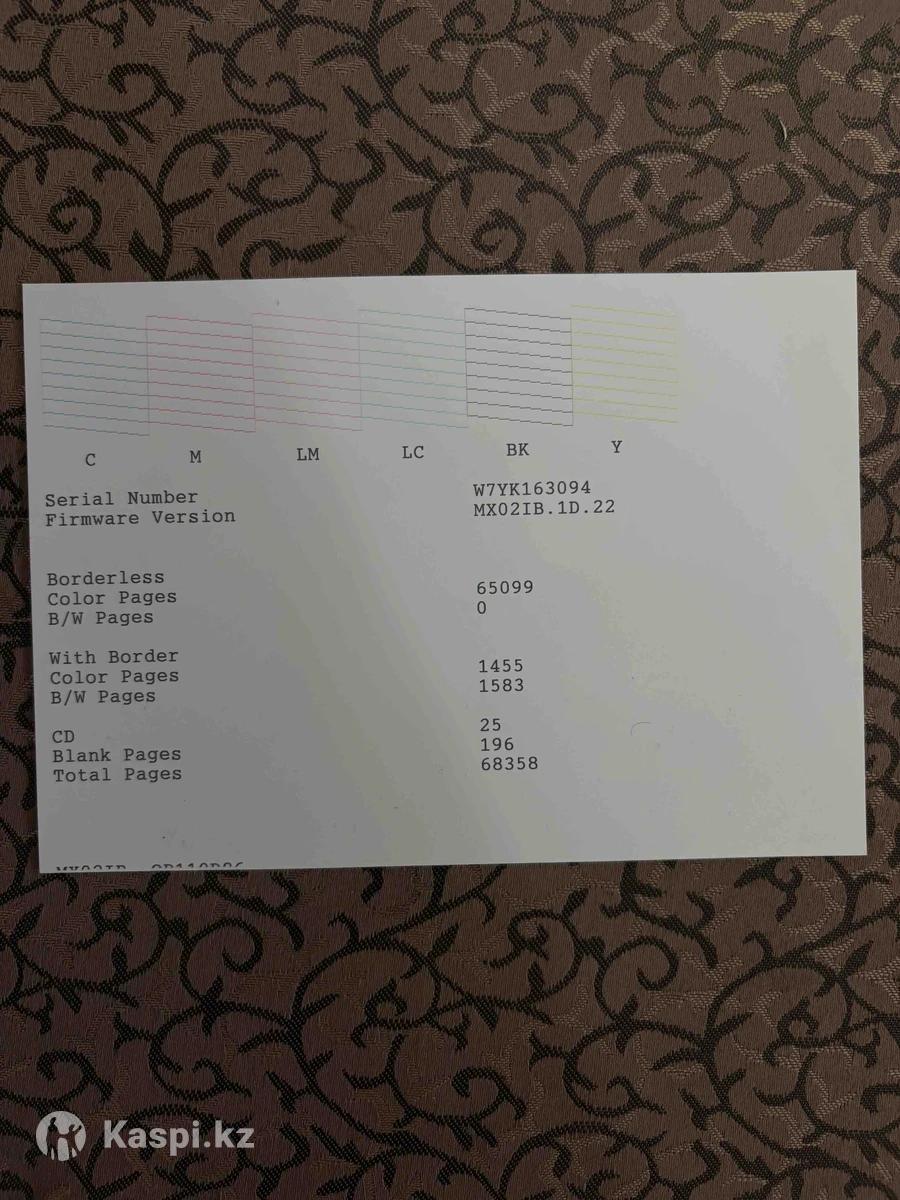 C M LM LC BK Y
Serial Number W7YK163094
Firmware Version MX02IB.1D.22
Borderless
Color Pages 65099
B/W Pages 0
With Border
Color Pages 1455
B/W Pages 1583
CD 25
Blank Pages 196
Total Pages 68358
Kaspi.kz